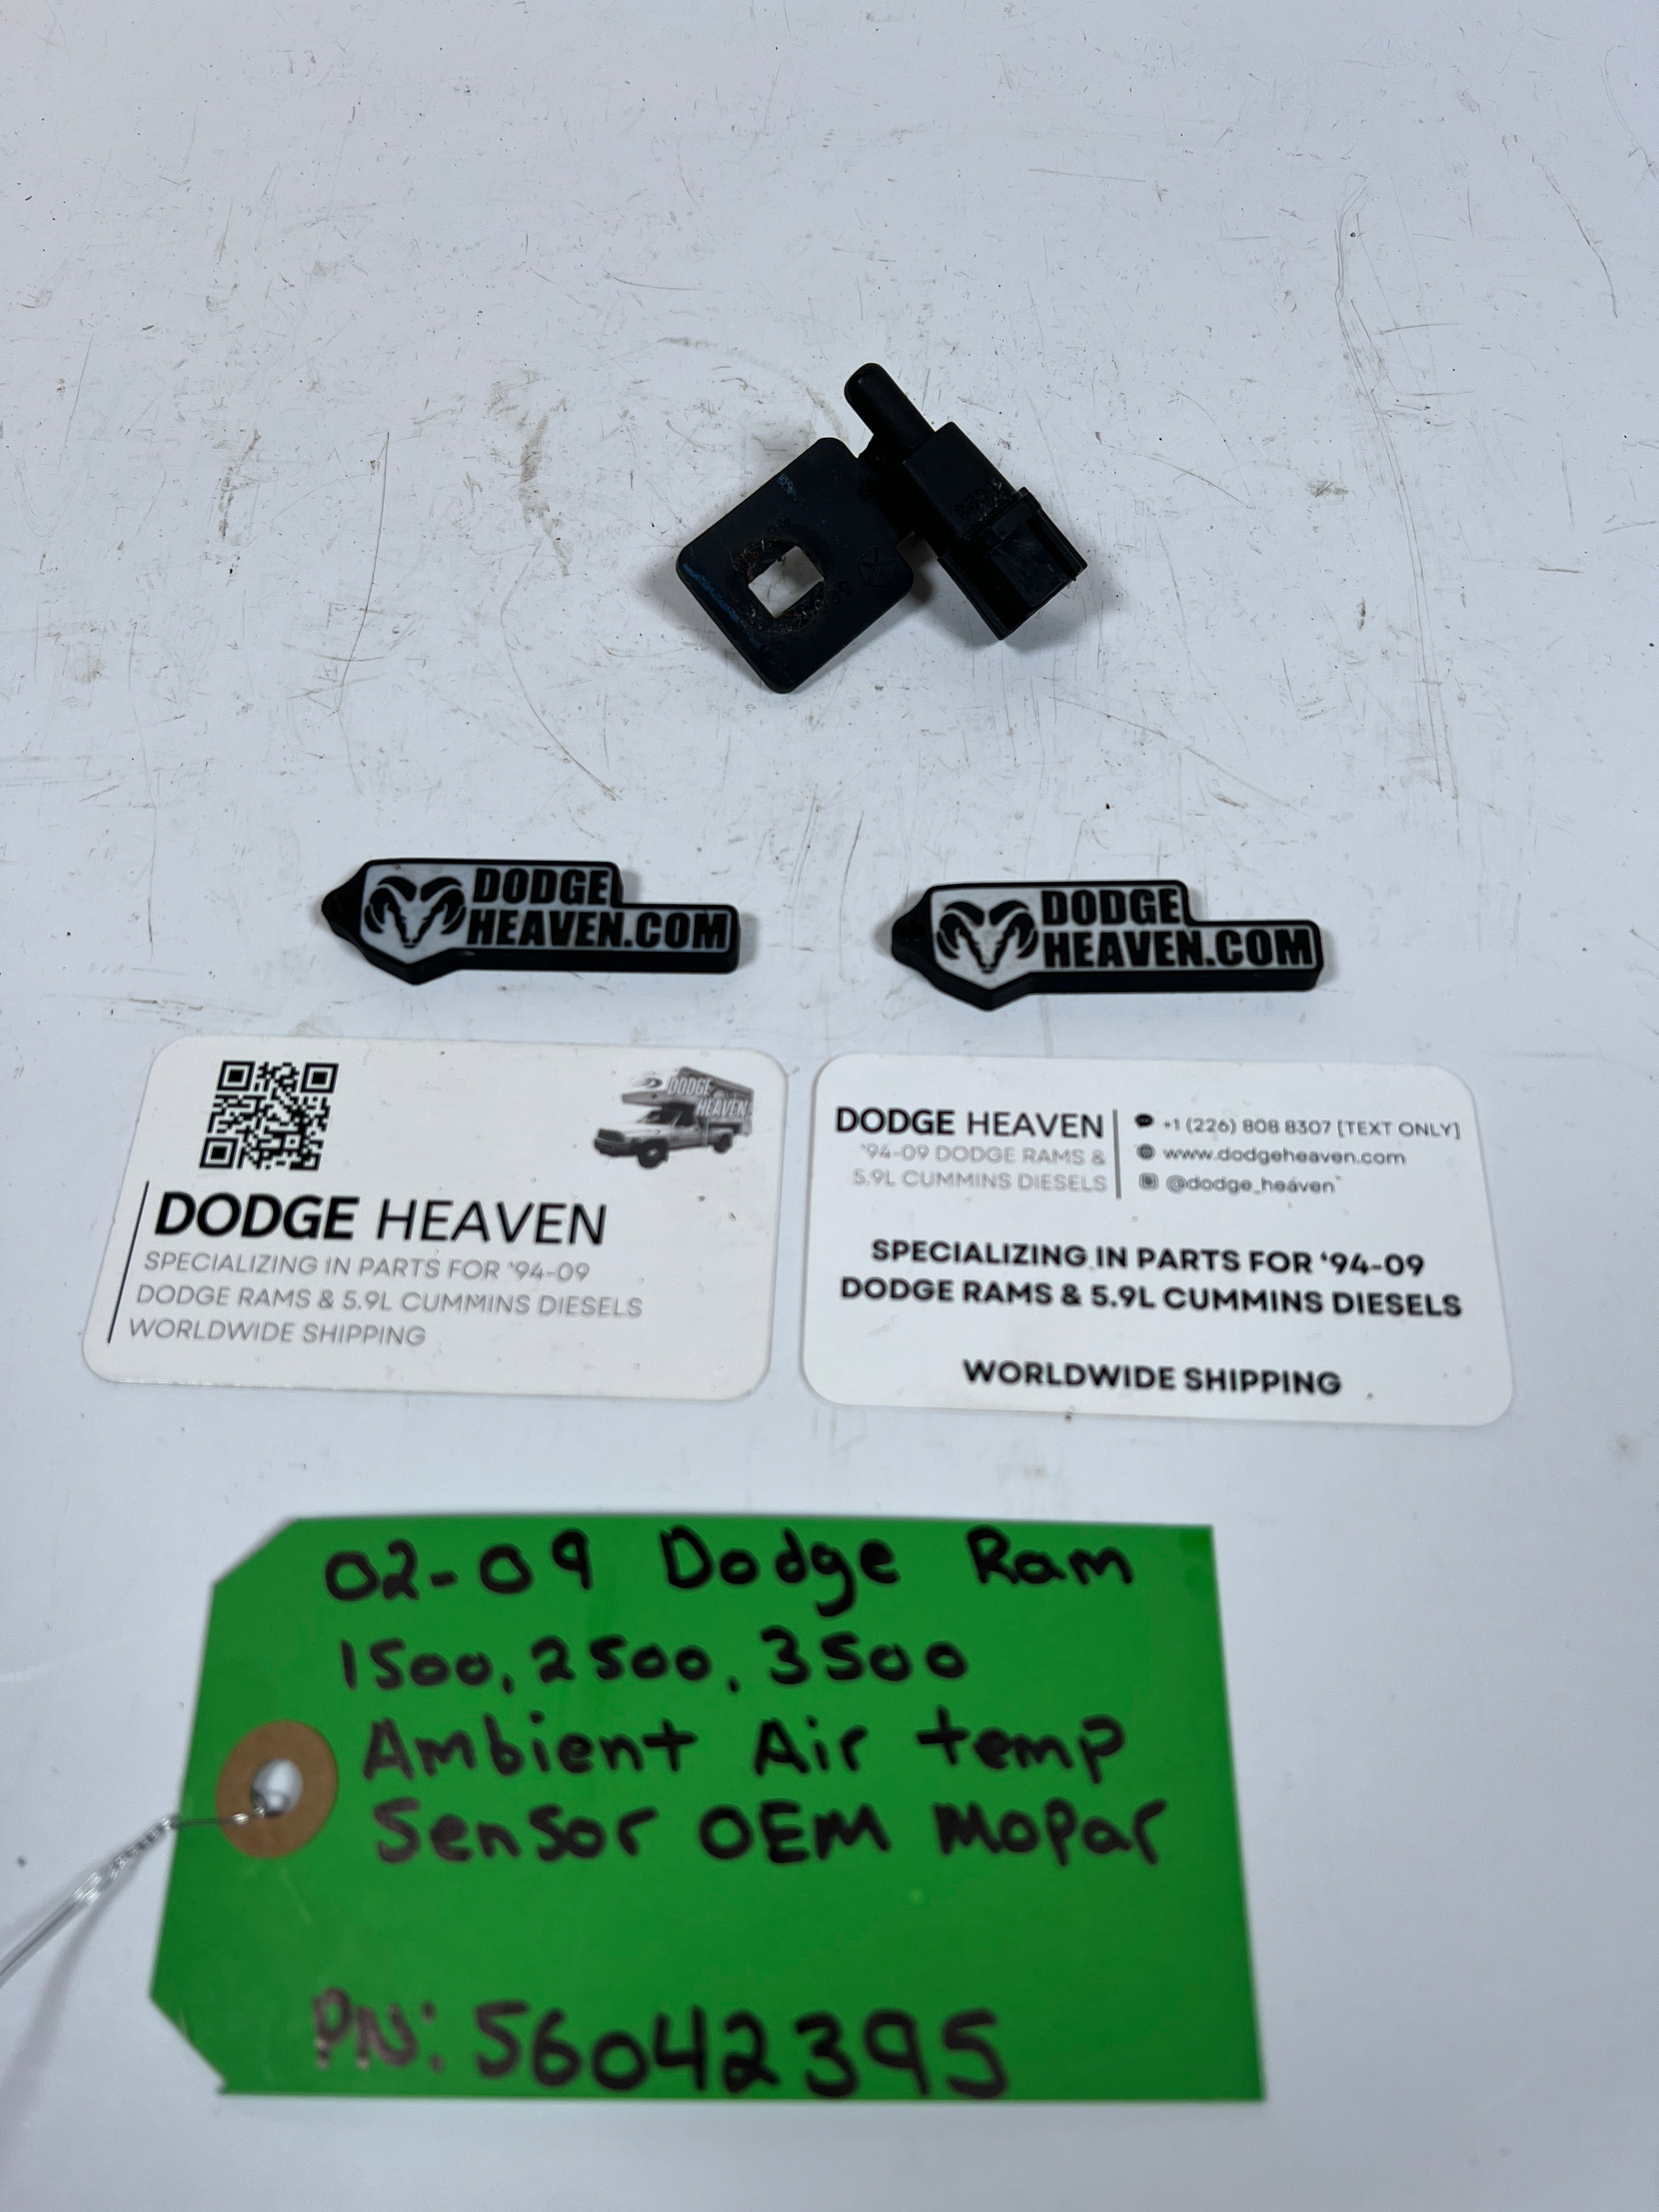 DODGE
HEAVEN.COM
DODGE
HEAVEN.COM
DODGE
HEAVEN
DODGE HEAVEN
SPECIALIZING IN PARTS FOR '94-09
DODGE RAMS & 5.9L CUMMINS DIESELS
WORLDWIDE SHIPPING
DODGE HEAVEN
'94-09 DODGE RAMS &
5.9L CUMMINS DIESELS
+1 (226) 808 8307 [TEXT ONLY]
www.dodgeheaven.com
@dodge_heaven
SPECIALIZING IN PARTS FOR '94-09
DODGE RAMS & 5.9L CUMMINS DIESELS
WORLDWIDE SHIPPING
02-09 Dodge Ram
1500, 2500, 3500
Ambient Air temp
Sensor OEM Mopar
PN: 56042395